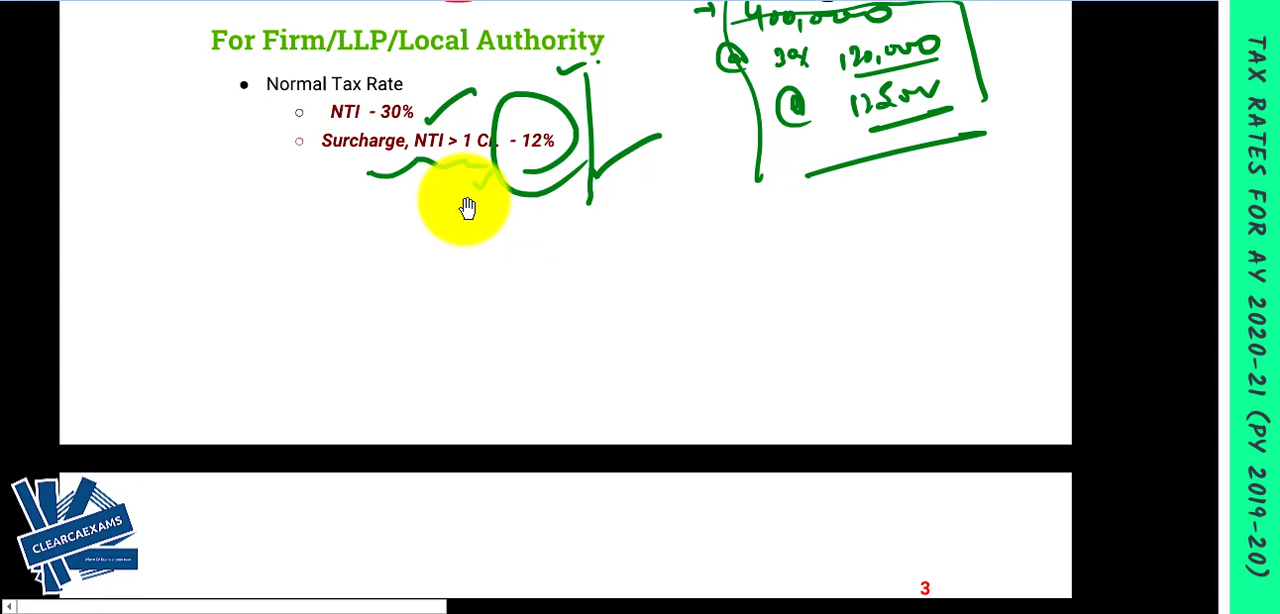 400,000
For Firm/LLP/Local Authority
@ 3% 120,000
● Normal Tax Rate
@ 12500
○ NTI - 30%
○ Surcharge, NTI > 1 Cr. - 12%
CLEARCAEXAMS
3
TAX RATES FOR AY 2020-21 (PY 2019-20)